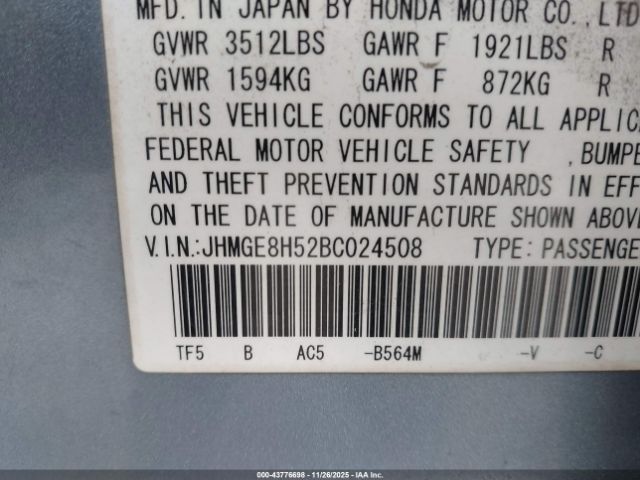 MFD. IN JAPAN BY HONDA MOTOR CO., LTD
GVWR 3512LBS GAWR F 1921LBS R
GVWR 1594KG GAWR F 872KG R
THIS VEHICLE CONFORMS TO ALL APPLIC
FEDERAL MOTOR VEHICLE SAFETY , BUMPE
AND THEFT PREVENTION STANDARDS IN EFF
ON THE DATE OF MANUFACTURE SHOWN ABOV
V.I.N.:JHMGE8H52BC024508 TYPE: PASSENGE
TF5 B AC5 -B564M -V -C
000-43776698 - 11/26/2025 - IAA Inc.